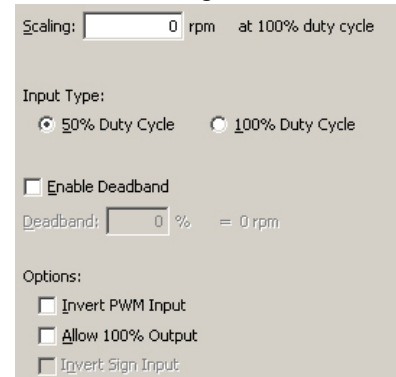 Scaling: 0 rpm at 100% duty cycle
Input Type:
50% Duty Cycle 100% Duty Cycle
Enable Deadband
Deadband: 0 % = 0 rpm
Options:
Invert PWM Input
Allow 100% Output
Invert Sign Input